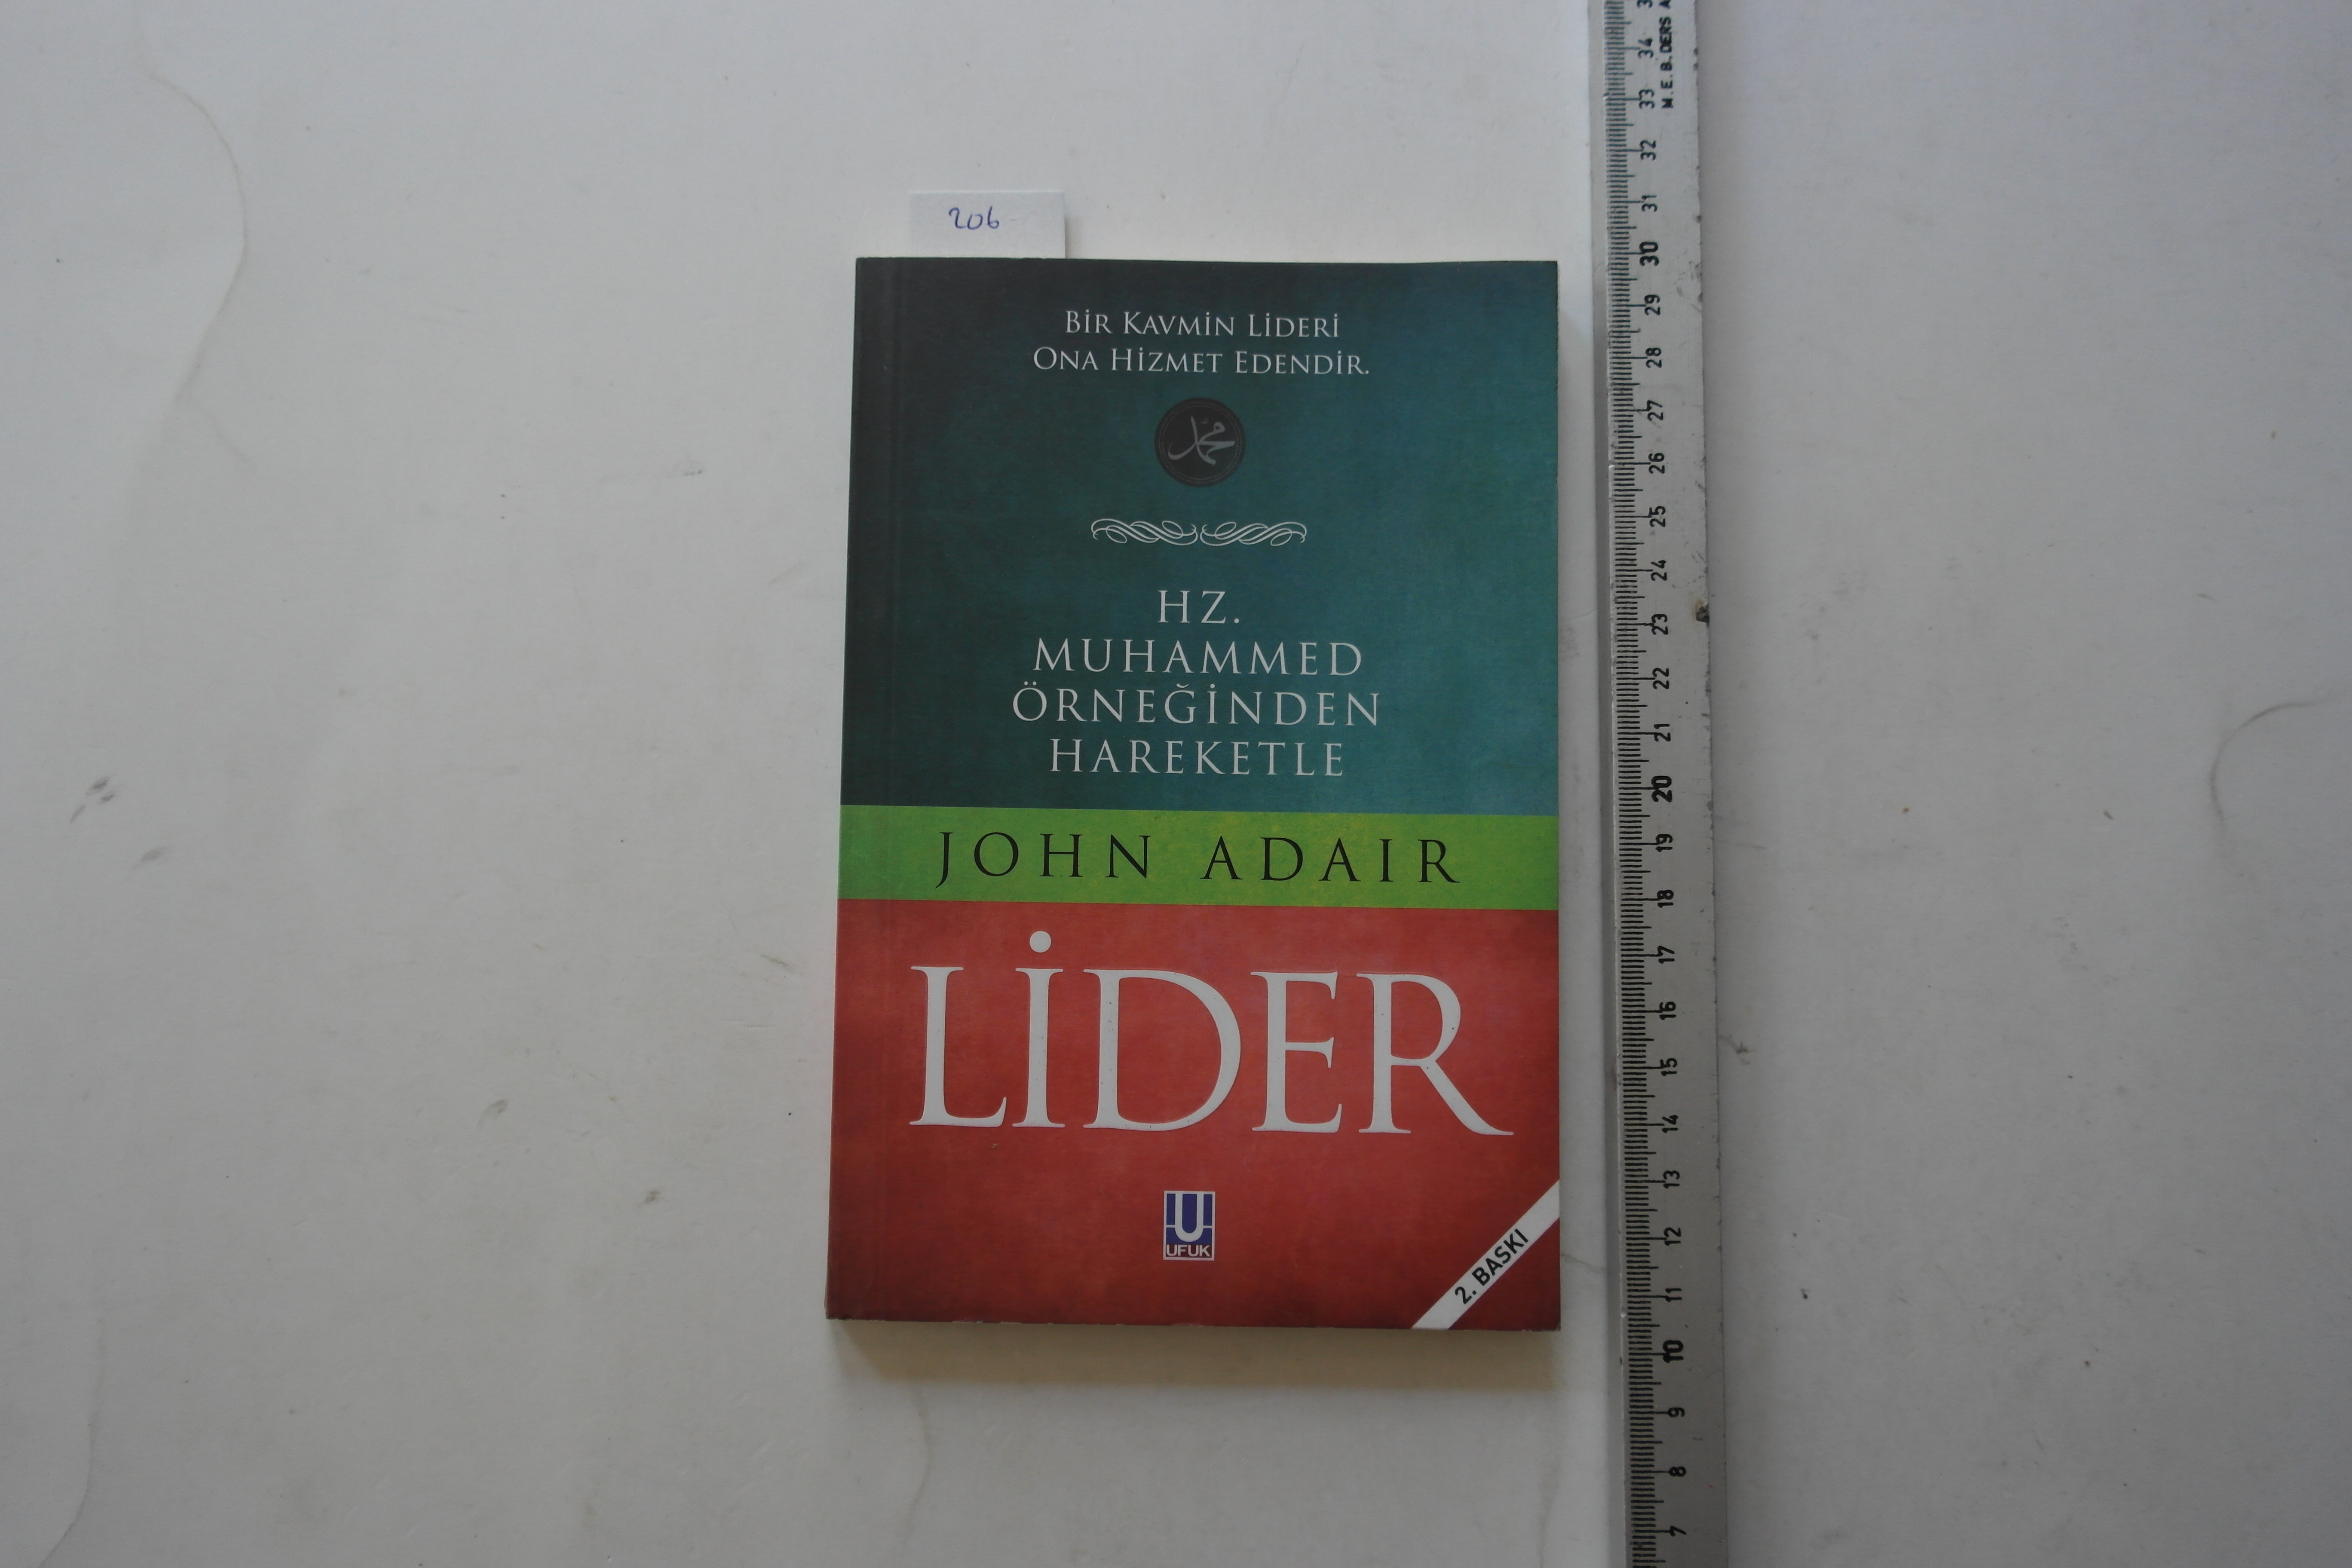 206
BİR KAVMİN LİDERİ
ONA HİZMET EDENDİR.
محمد
HZ.
MUHAMMED
ÖRNEĞİNDEN
HAREKETLE
JOHN ADAIR
LİDER
U
UFUK
2. BASKI
34
33
32
31
30
29
28
27
26
25
24
23
22
21
20
19
18
17
16
15
14
13
12
11
10
9
8
7
M.E.B.DERS A